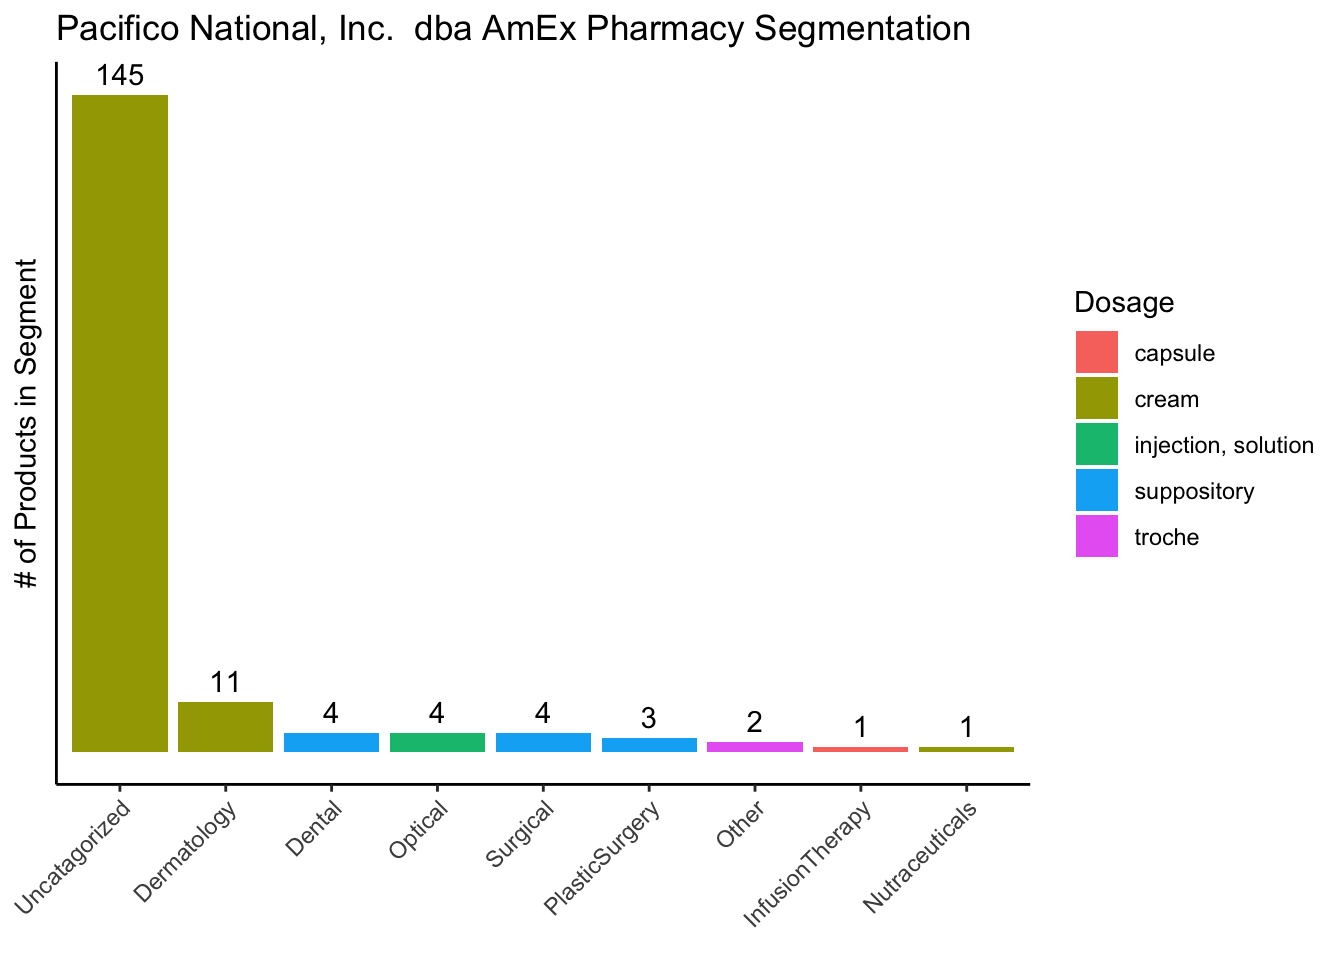 Pacifico National, Inc.  dba AmEx Pharmacy Segmentation
145
11
4
4
4
3
2
1
1
# of Products in Segment
Uncatagorized
Dermatology
Dental
Optical
Surgical
PlasticSurgery
Other
InfusionTherapy
Nutraceuticals
Dosage
capsule
cream
injection, solution
suppository
troche